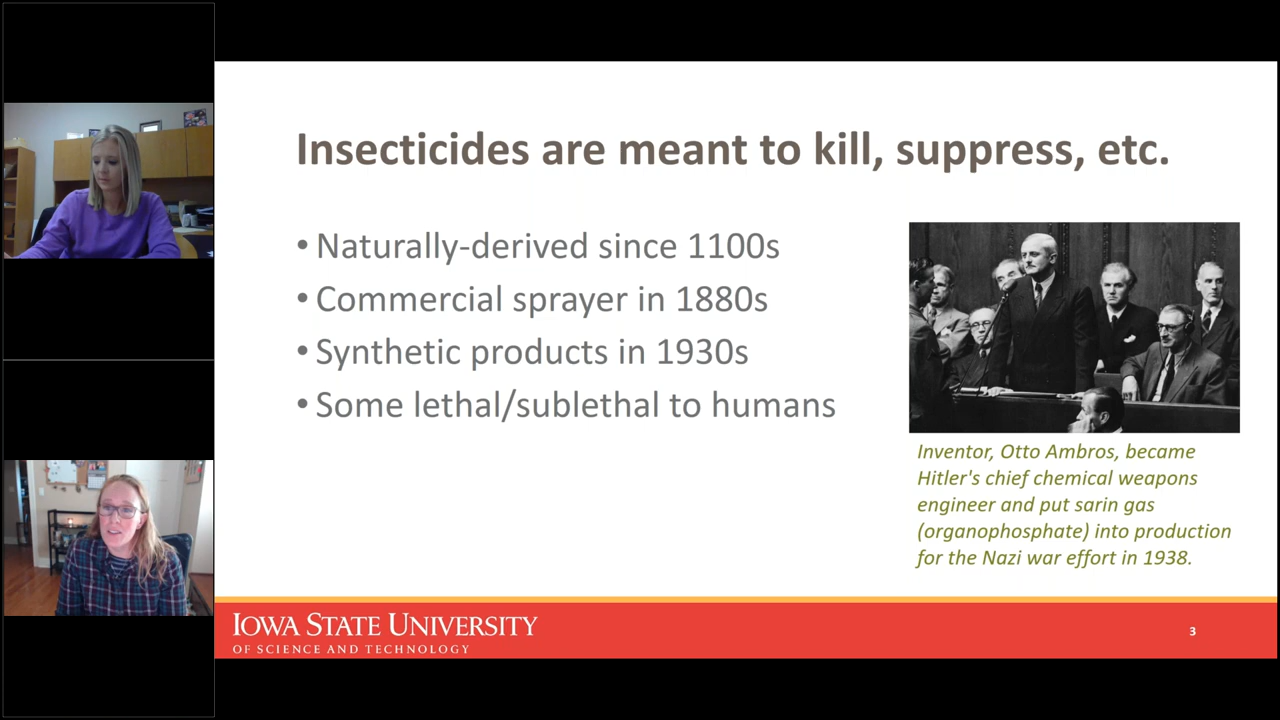 Insecticides are meant to kill, suppress, etc.
• Naturally-derived since 1100s
• Commercial sprayer in 1880s
• Synthetic products in 1930s
• Some lethal/sublethal to humans
Inventor, Otto Ambros, became
Hitler's chief chemical weapons
engineer and put sarin gas
(organophosphate) into production
for the Nazi war effort in 1938.
IOWA STATE UNIVERSITY
OF SCIENCE AND TECHNOLOGY
3